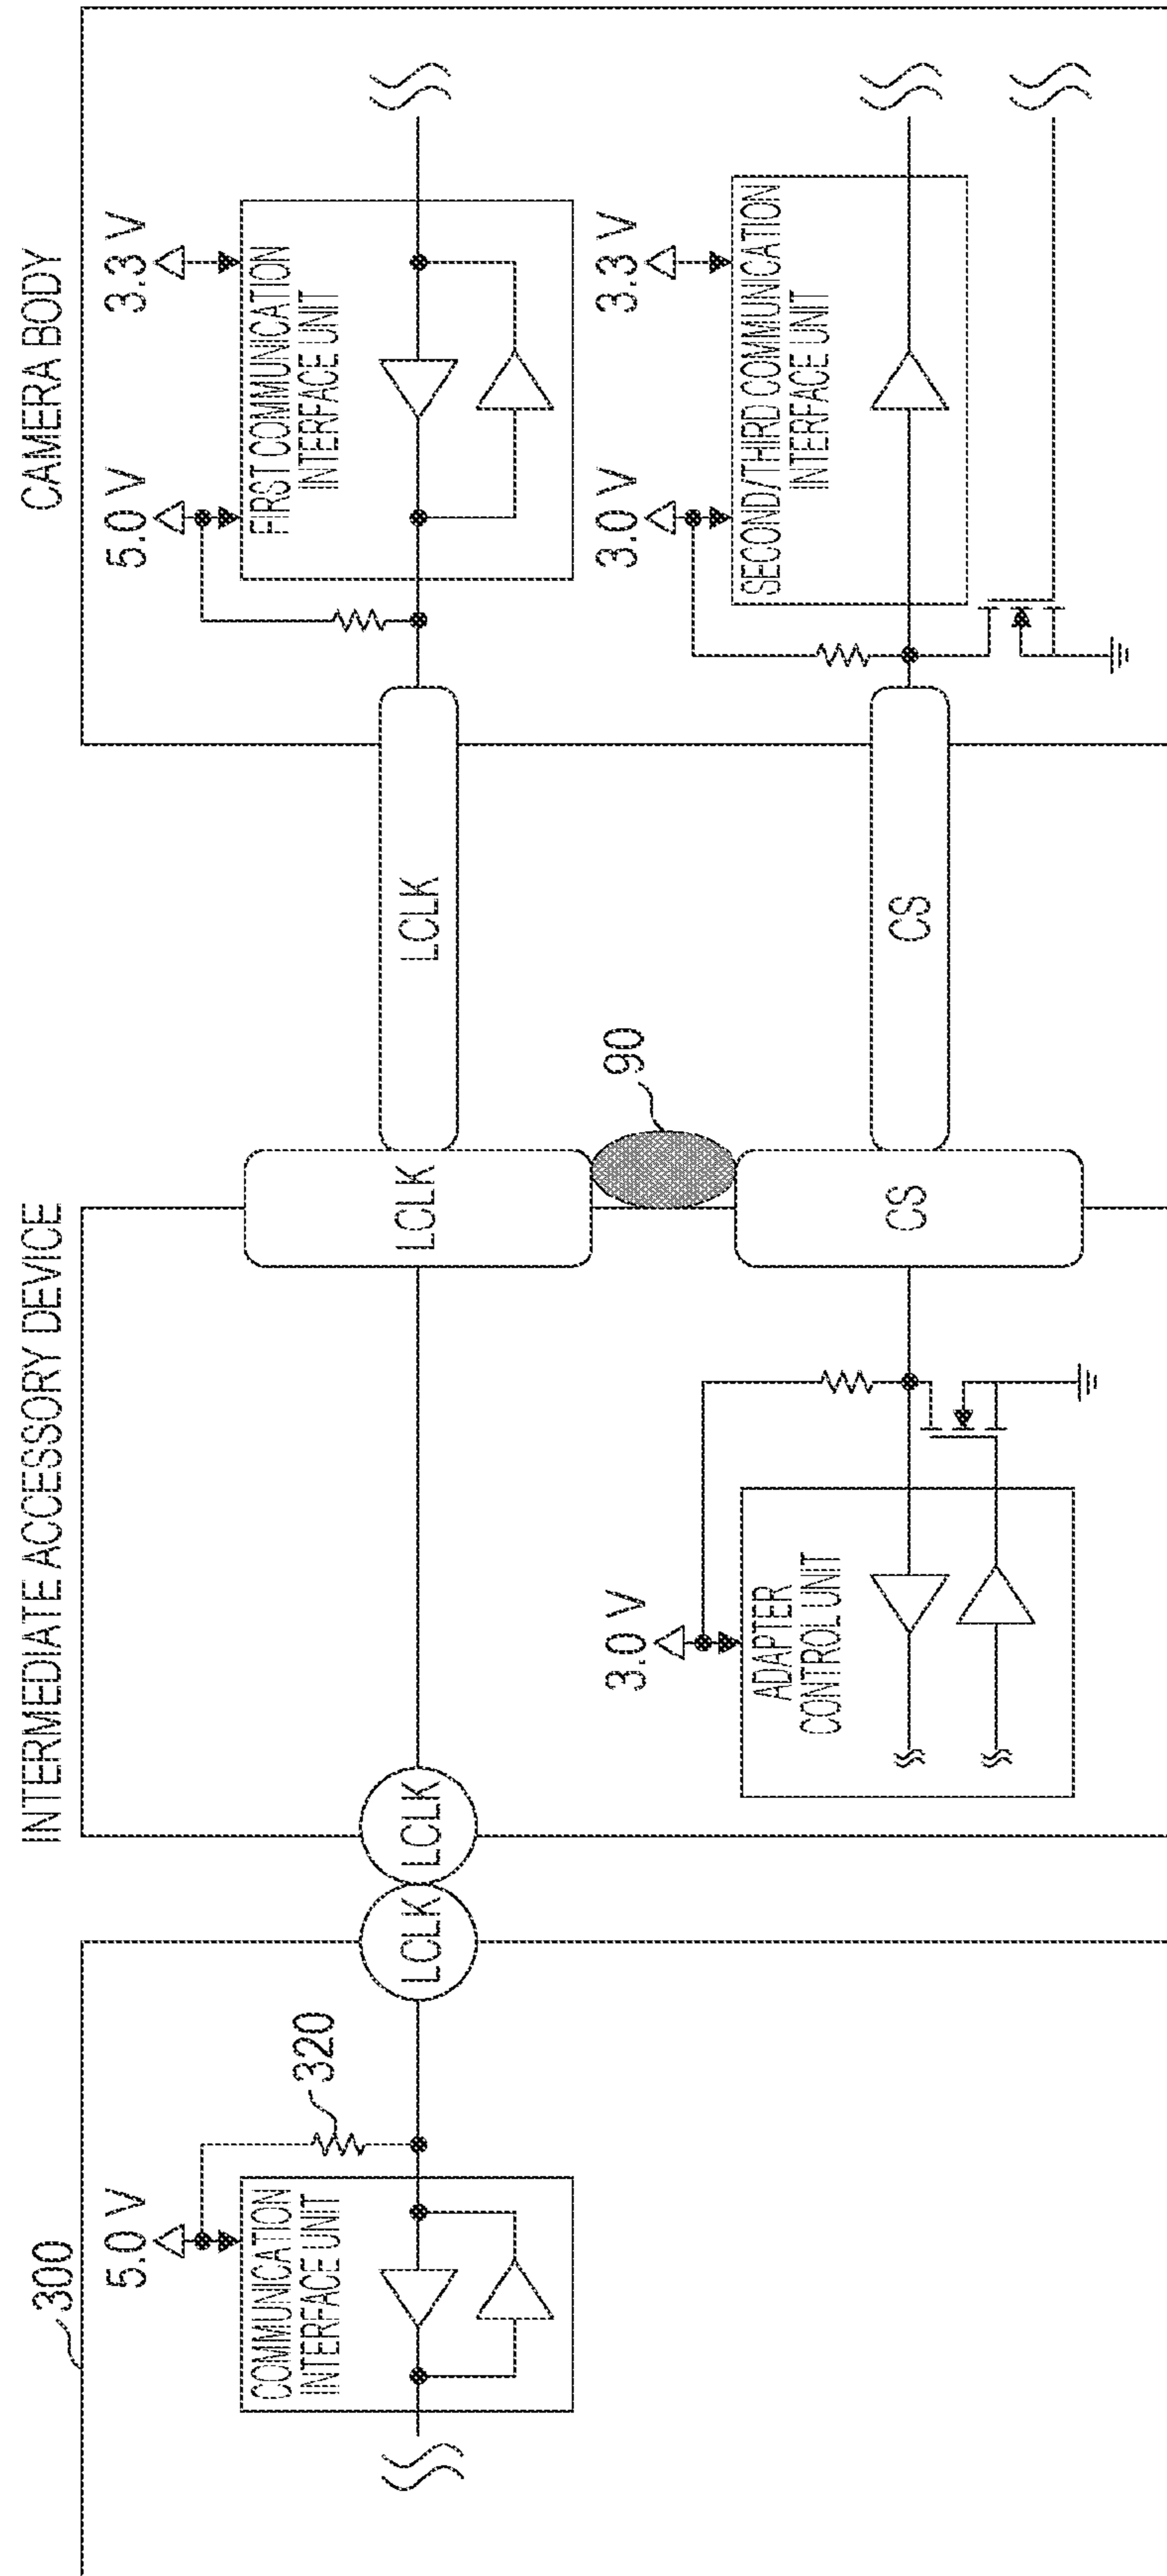 300
5.0 V
COMMUNICATION
INTERFACE UNIT
320
LCLK
INTERMEDIATE ACCESSORY DEVICE
LCLK
3.0 V
ADAPTER
CONTROL UNIT
LCLK
90
CS
LCLK
CS
CAMERA BODY
5.0 V
3.3 V
FIRST COMMUNICATION
INTERFACE UNIT
3.0 V
3.3 V
SECOND/THIRD COMMUNICATION
INTERFACE UNIT